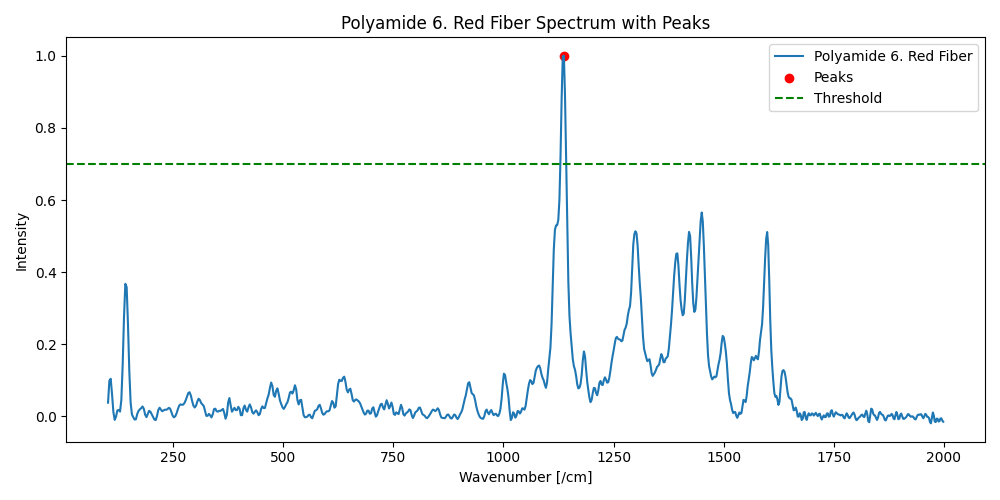 Polyamide 6. Red Fiber Spectrum with Peaks
Polyamide 6. Red Fiber
Peaks
Threshold
1.0
0.8
0.6
0.4
0.2
0.0
Intensity
250
500
750
1000
1250
1500
1750
2000
Wavenumber [/cm]